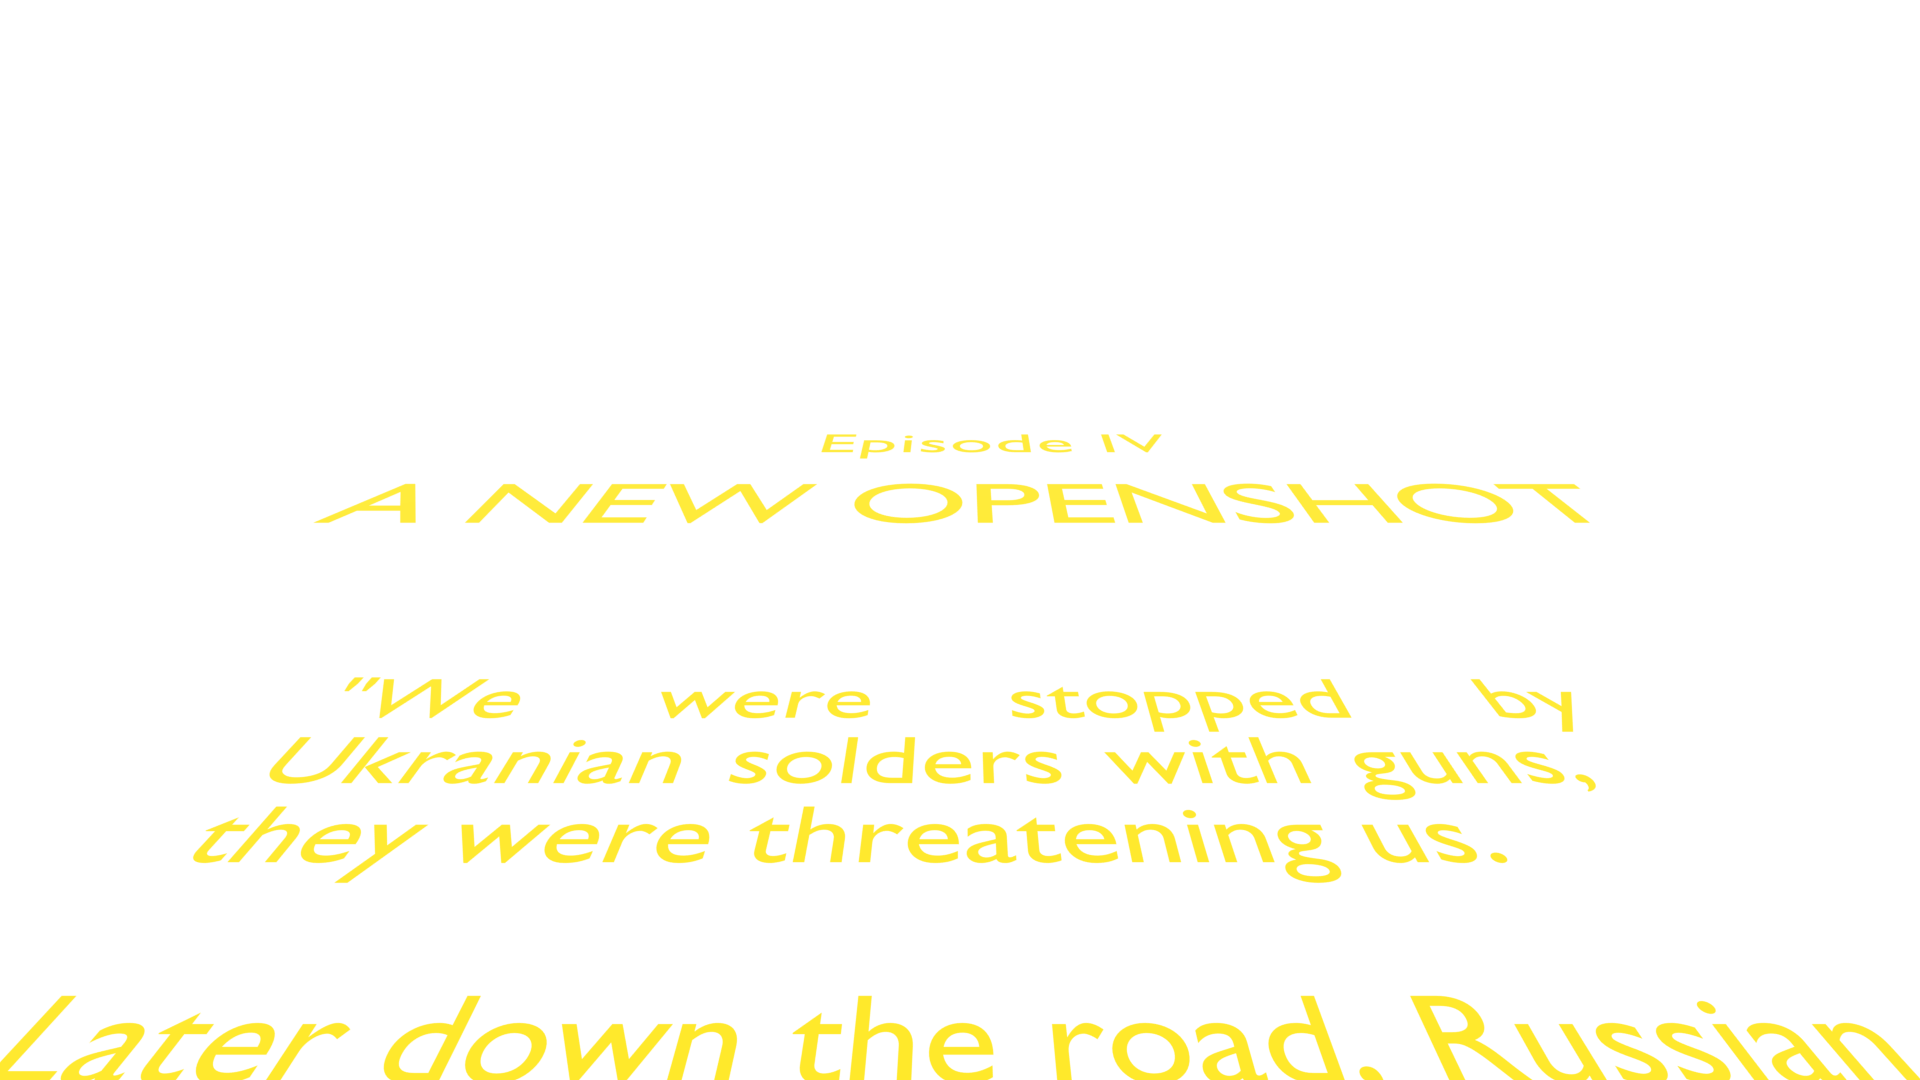 Episode IV
A NEW OPENSHOT
"We were stopped by
Ukranian solders with guns,
they were threatening us.
Later down the road, Russian